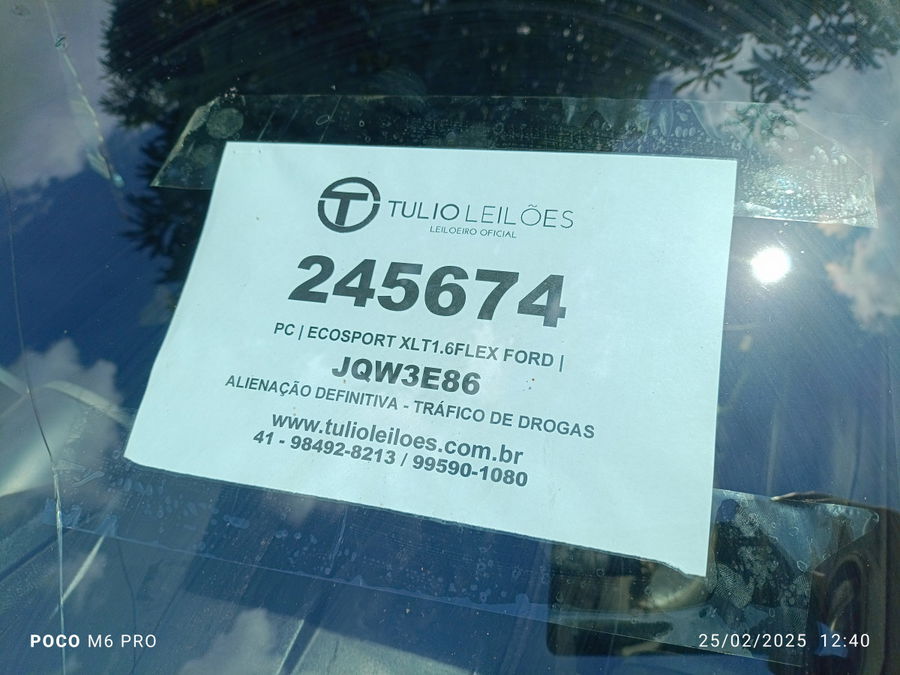 TULIO LEILÕES
LEILOEIRO OFICIAL
245674
PC | ECOSPORT XLT1.6FLEX FORD |
JQW3E86
ALIENAÇÃO DEFINITIVA - TRÁFICO DE DROGAS
www.tulioleiloes.com.br
41 - 98492-8213 / 99590-1080
POCO M6 PRO
25/02/2025 12:40